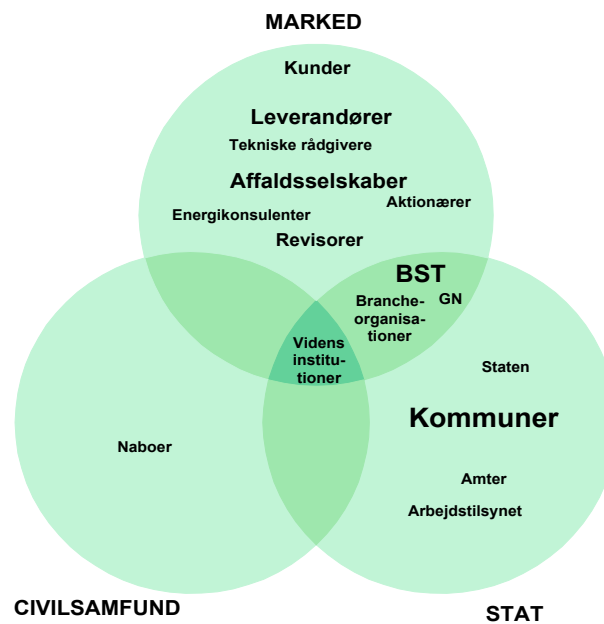 MARKED
Kunder
Leverandører
Tekniske rådgivere
Affaldsselskaber
Aktionærer
Energikonsulenter
Revisorer
BST
Branche-
organisa-
tioner
GN
Videns
institu-
tioner
Staten
Kommuner
Naboer
Amter
Arbejdstilsynet
CIVILSAMFUND
STAT